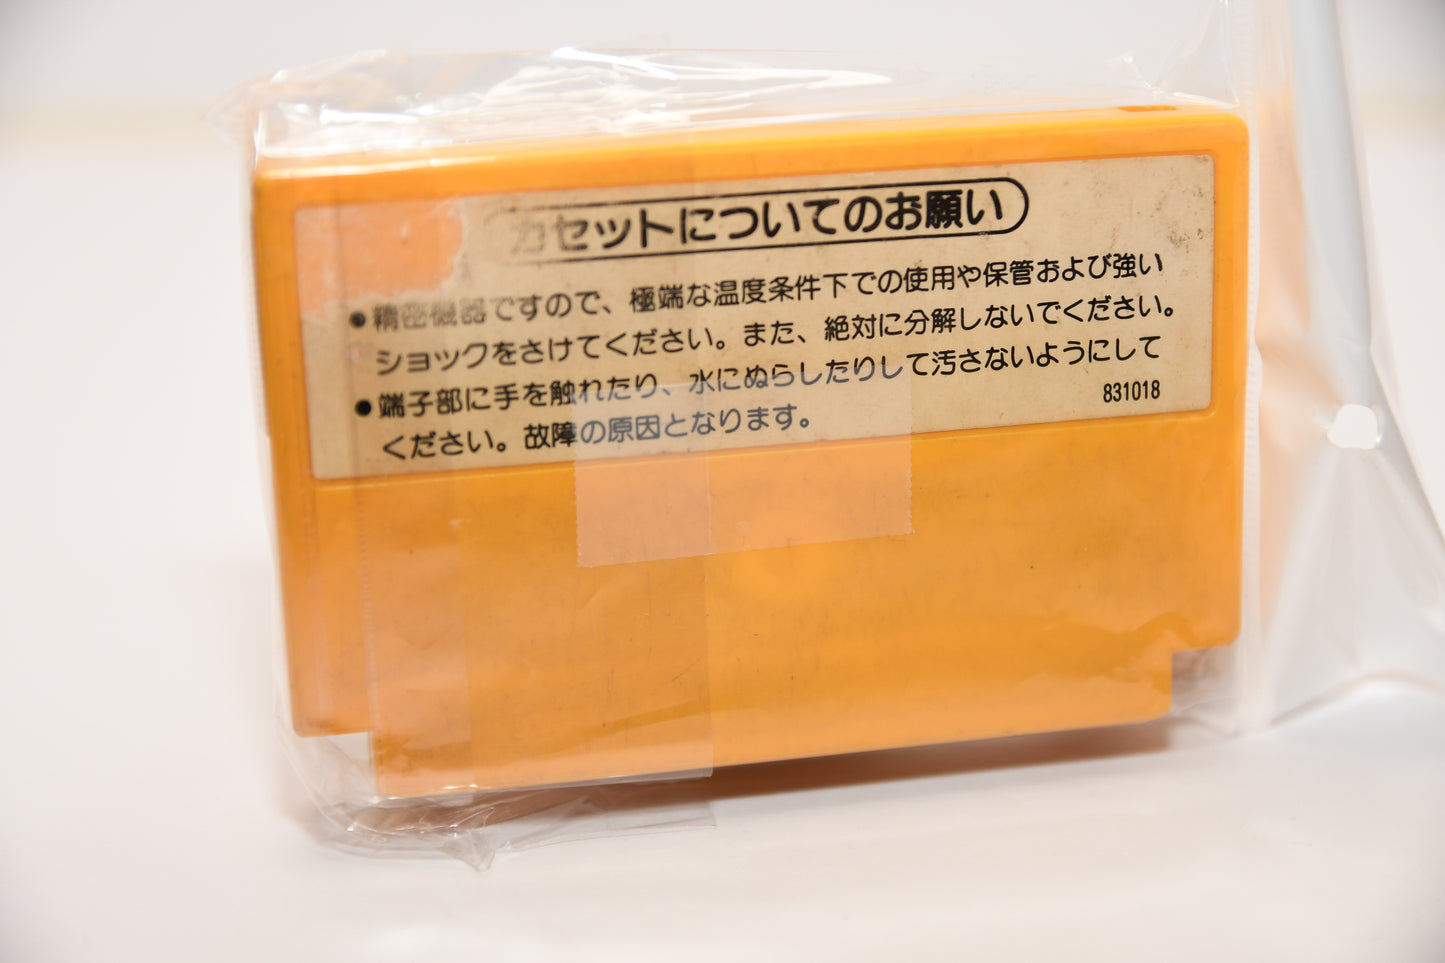 カセットについてのお願い
●精密機器ですので、極端な温度条件下での使用や保管および強い
ショックをさけてください。また、絶対に分解しないでください。
●端子部に手を触れたり、水にぬらしたりして汚さないようにして
ください。故障の原因となります。
831018